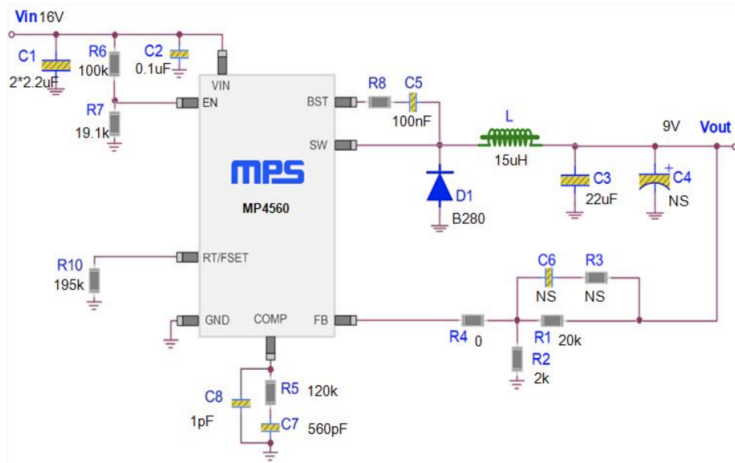 Vin 16V
C1
2*2.2uF
R6
100k
C2
0.1uF
R7
19.1k
VIN
EN
BST
SW
MPS
MP4560
RT/FSET
GND
COMP
FB
R8
C5
100nF
L
15uH
9V
Vout
D1
B280
C3
22uF
+
C4
NS
R10
195k
C6
NS
R3
NS
R4
0
R1
20k
R2
2k
C8
1pF
R5
120k
C7
560pF